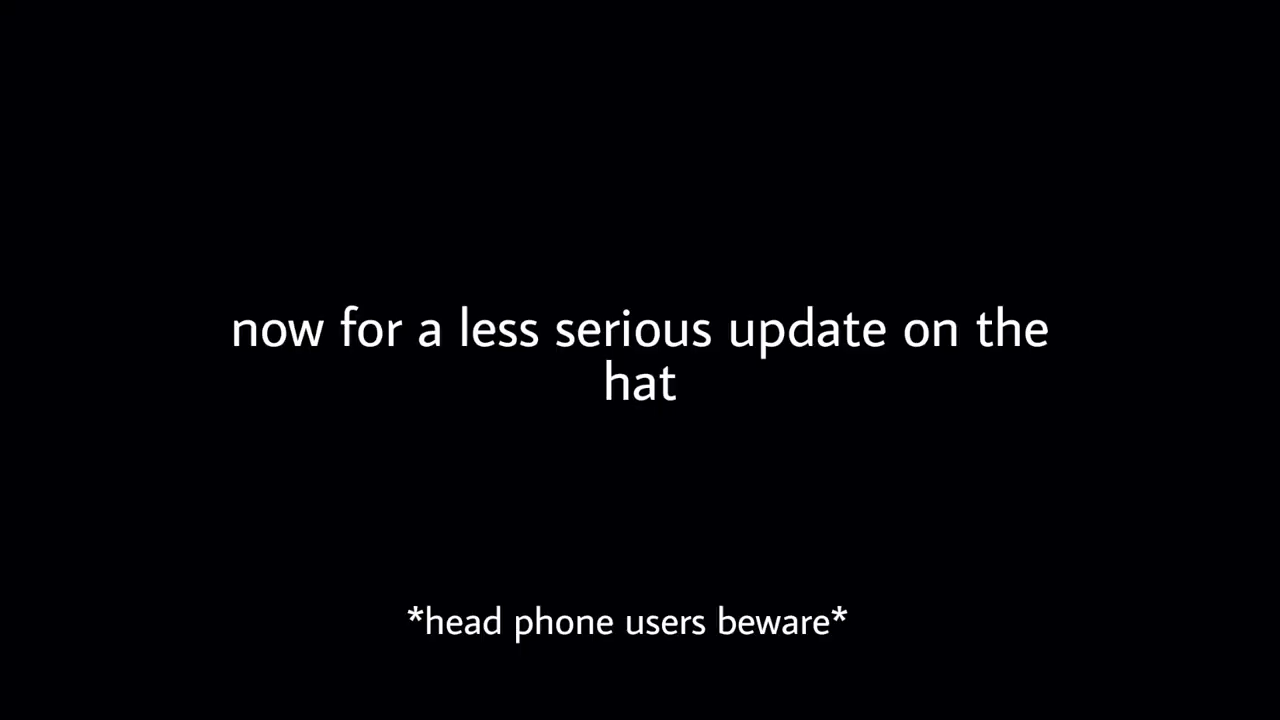 now for a less serious update on the
hat
*head phone users beware*